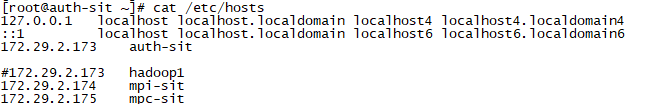 [root@auth-sit ~]# cat /etc/hosts
127.0.0.1   localhost localhost.localdomain localhost4 localhost4.localdomain4
::1         localhost localhost.localdomain localhost6 localhost6.localdomain6
172.29.2.173    auth-sit
#172.29.2.173   hadoop1
172.29.2.174    mpi-sit
172.29.2.175    mpc-sit